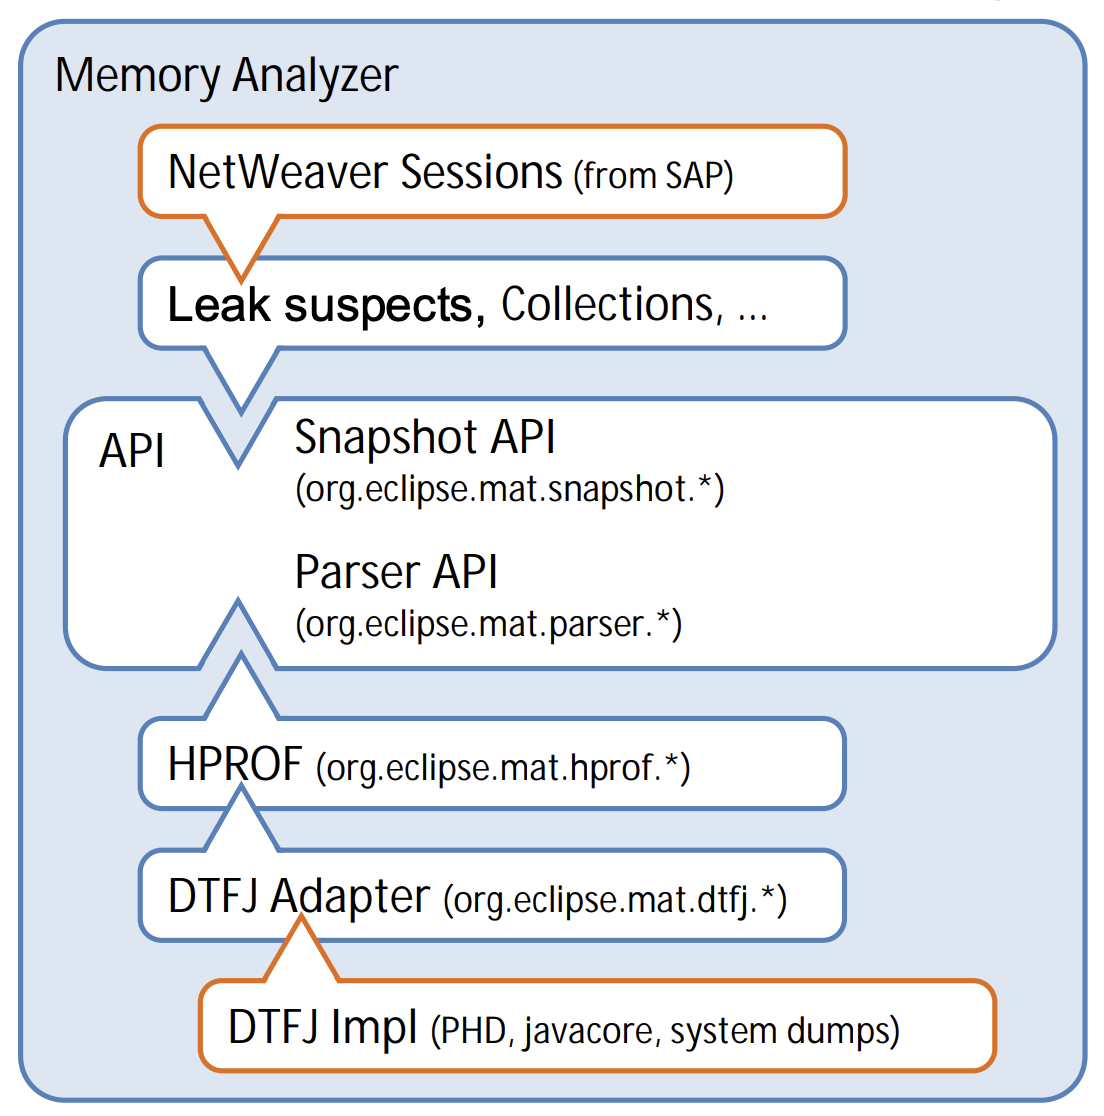 Memory Analyzer
NetWeaver Sessions (from SAP)
Leak suspects, Collections, ...
API
Snapshot API
(org.eclipse.mat.snapshot.*)
Parser API
(org.eclipse.mat.parser.*)
HPROF (org.eclipse.mat.hprof.*)
DTFJ Adapter (org.eclipse.mat.dtfj.*)
DTFJ Impl (PHD, javacore, system dumps)